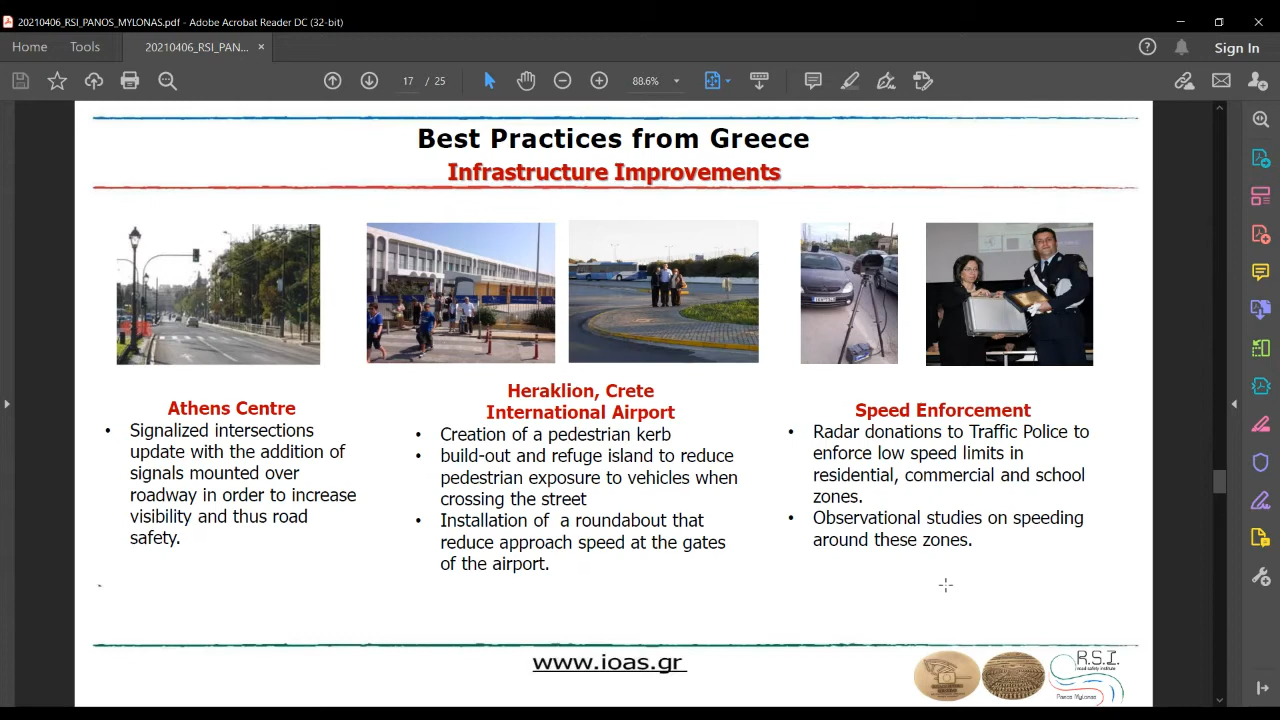 20210406_RSI_PANOS_MYLONAS.pdf - Adobe Acrobat Reader DC (32-bit)
Home
Tools
20210406_RSI_PAN...
Sign In
17 / 25
88.6%
Best Practices from Greece
Infrastructure Improvements
Athens Centre
• Signalized intersections
update with the addition of
signals mounted over
roadway in order to increase
visibility and thus road
safety.
Heraklion, Crete
International Airport
• Creation of a pedestrian kerb
• build-out and refuge island to reduce
pedestrian exposure to vehicles when
crossing the street
• Installation of a roundabout that
reduce approach speed at the gates
of the airport.
Speed Enforcement
• Radar donations to Traffic Police to
enforce low speed limits in
residential, commercial and school
zones.
• Observational studies on speeding
around these zones.
www.ioas.gr
R.S.I.
road safety institute
Panos Mylonas